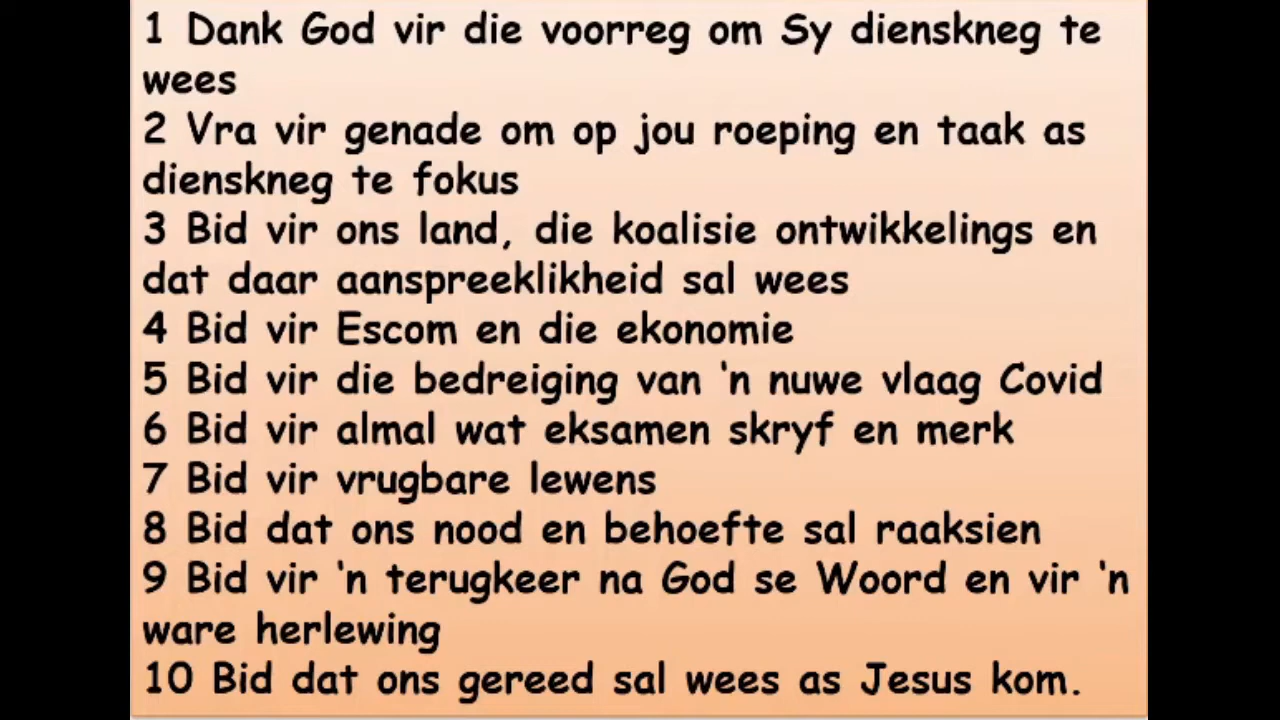 1 Dank God vir die voorreg om Sy dienskneg te
wees
2 Vra vir genade om op jou roeping en taak as
dienskneg te fokus
3 Bid vir ons land, die koalisie ontwikkelings en
dat daar aanspreeklikheid sal wees
4 Bid vir Escom en die ekonomie
5 Bid vir die bedreiging van 'n nuwe vlaag Covid
6 Bid vir almal wat eksamen skryf en merk
7 Bid vir vrugbare lewens
8 Bid dat ons nood en behoefte sal raaksien
9 Bid vir 'n terugkeer na God se Woord en vir 'n
ware herlewing
10 Bid dat ons gereed sal wees as Jesus kom.